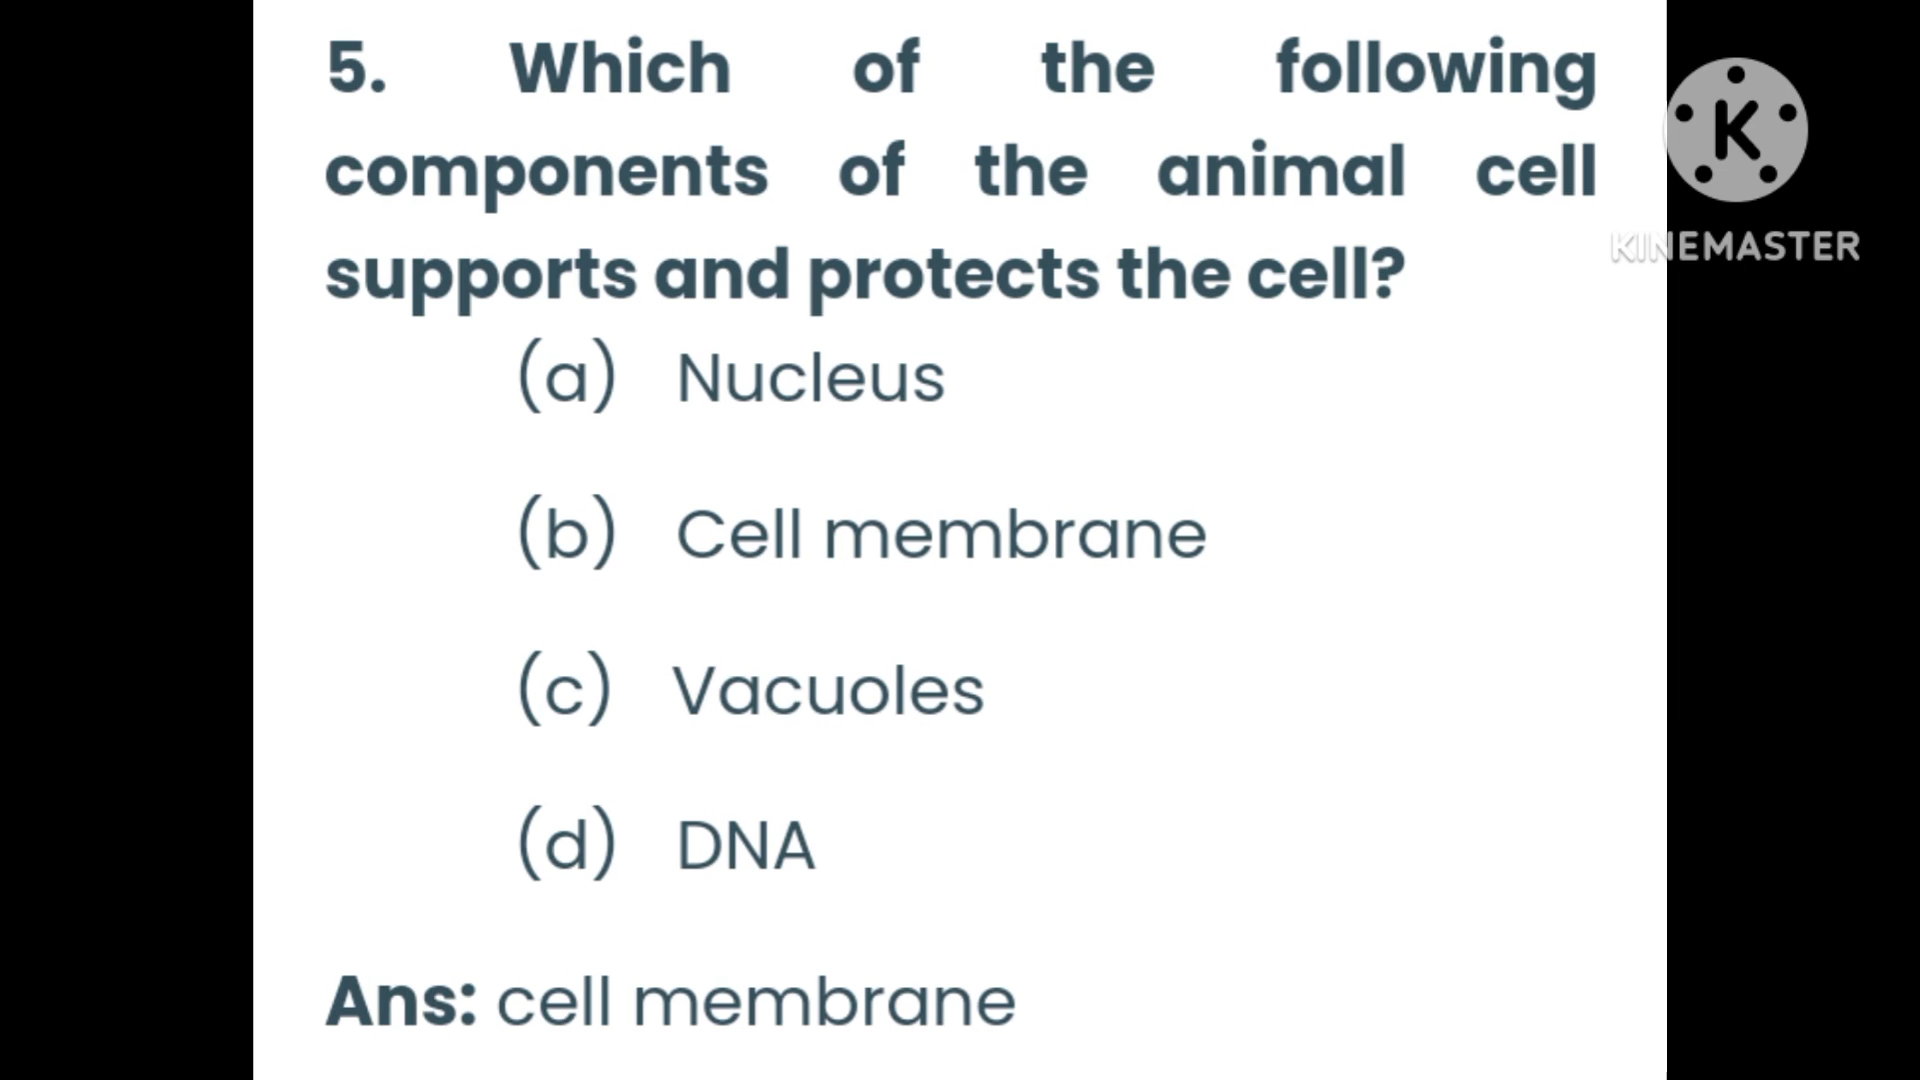 5. Which of the following
components of the animal cell
supports and protects the cell?
(a) Nucleus
(b) Cell membrane
(c) Vacuoles
(d) DNA
Ans: cell membrane
K
KINEMASTER